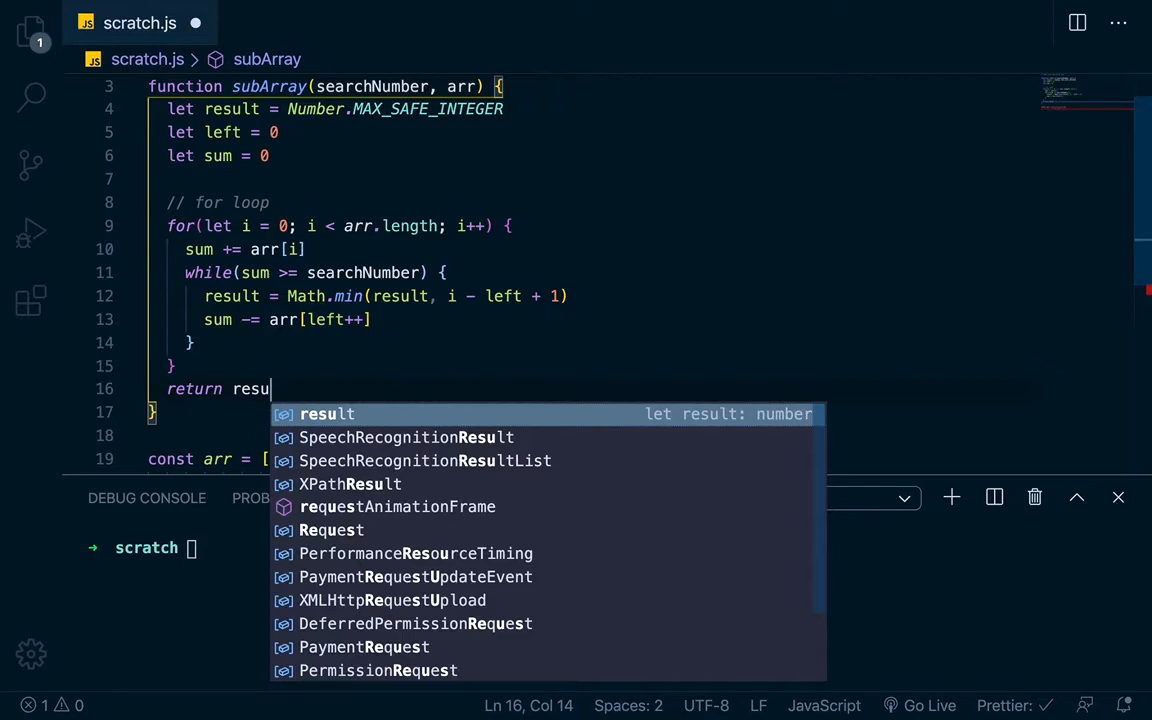 JS scratch.js
1
JS scratch.js > subArray
3 function subArray(searchNumber, arr) {
4 let result = Number.MAX_SAFE_INTEGER
5 let left = 0
6 let sum = 0
7
8 // for loop
9 for(let i = 0; i < arr.length; i++) {
10 sum += arr[i]
11 while(sum >= searchNumber) {
12 result = Math.min(result, i - left + 1)
13 sum -= arr[left++]
14 }
15 }
16 return resu
17 }
18
19 const arr = [
result let result: number
SpeechRecognitionResult
SpeechRecognitionResultList
XPathResult
requestAnimationFrame
Request
PerformanceResourceTiming
PaymentRequestUpdateEvent
XMLHttpRequestUpload
DeferredPermissionRequest
PaymentRequest
PermissionRequest
DEBUG CONSOLE PROB
→ scratch
1 0 Ln 16, Col 14 Spaces: 2 UTF-8 LF JavaScript Go Live Prettier: ✓